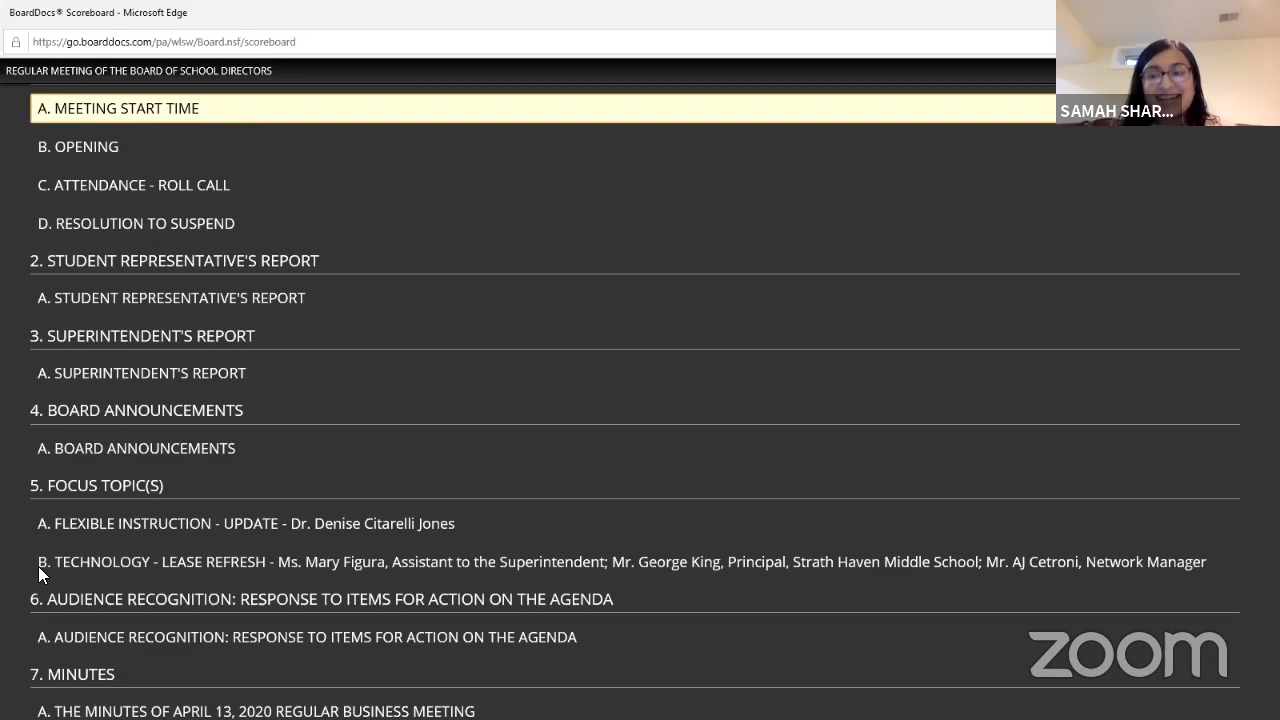 BoardDocs® Scoreboard - Microsoft Edge
https://go.boarddocs.com/pa/wlsw/Board.nsf/scoreboard
REGULAR MEETING OF THE BOARD OF SCHOOL DIRECTORS
A. MEETING START TIME
SAMAH SHAR...
B. OPENING
C. ATTENDANCE - ROLL CALL
D. RESOLUTION TO SUSPEND
2. STUDENT REPRESENTATIVE'S REPORT
A. STUDENT REPRESENTATIVE'S REPORT
3. SUPERINTENDENT'S REPORT
A. SUPERINTENDENT'S REPORT
4. BOARD ANNOUNCEMENTS
A. BOARD ANNOUNCEMENTS
5. FOCUS TOPIC(S)
A. FLEXIBLE INSTRUCTION - UPDATE - Dr. Denise Citarelli Jones
B. TECHNOLOGY - LEASE REFRESH - Ms. Mary Figura, Assistant to the Superintendent; Mr. George King, Principal, Strath Haven Middle School; Mr. AJ Cetroni, Network Manager
6. AUDIENCE RECOGNITION: RESPONSE TO ITEMS FOR ACTION ON THE AGENDA
A. AUDIENCE RECOGNITION: RESPONSE TO ITEMS FOR ACTION ON THE AGENDA
zoom
7. MINUTES
A. THE MINUTES OF APRIL 13, 2020 REGULAR BUSINESS MEETING